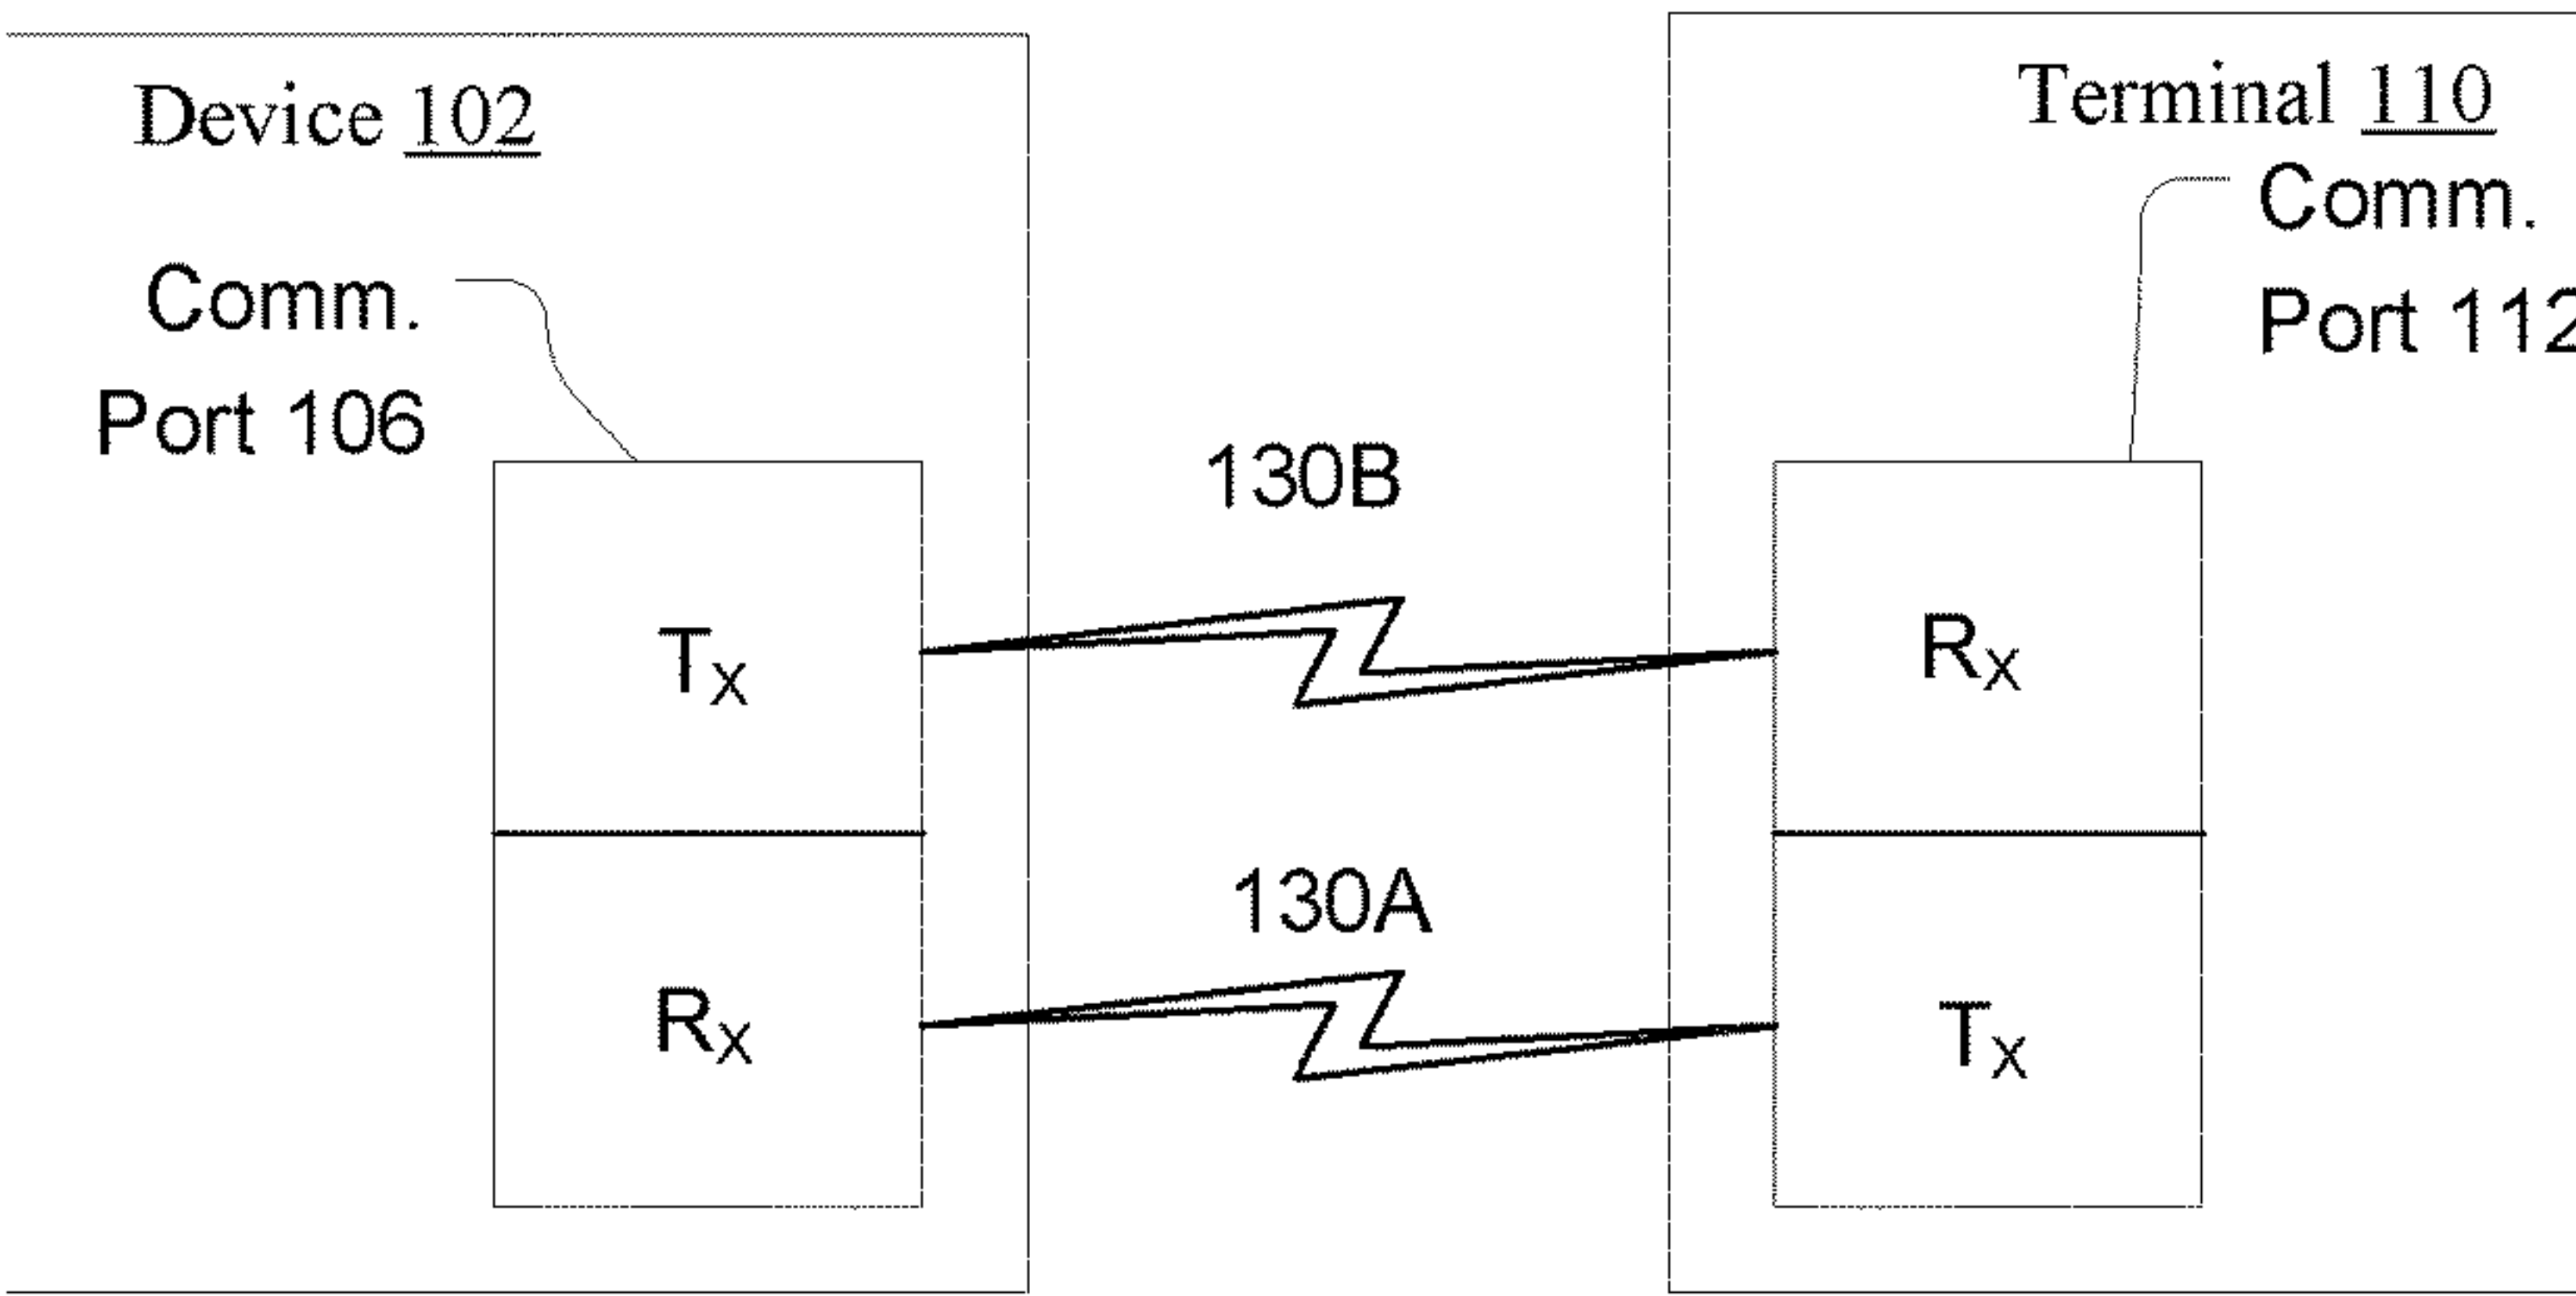 Device 102
Terminal 110
Comm.
Port 112
Comm.
Port 106
130B
TX
RX
130A
RX
TX